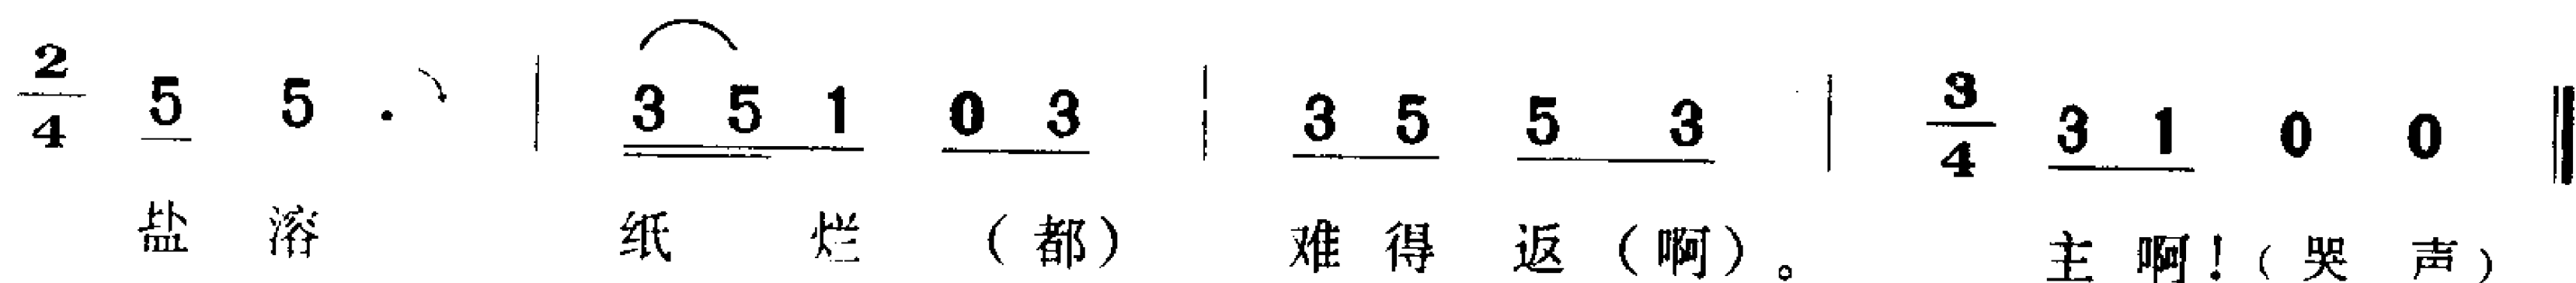 2/4 5 5 . | 3 5 1 0 3 | 3 5 5 3 | 3/4 3 1 0 0 ‖
盐 溶 纸 烂 （都） 难 得 返（啊）。 主 啊！（哭 声）